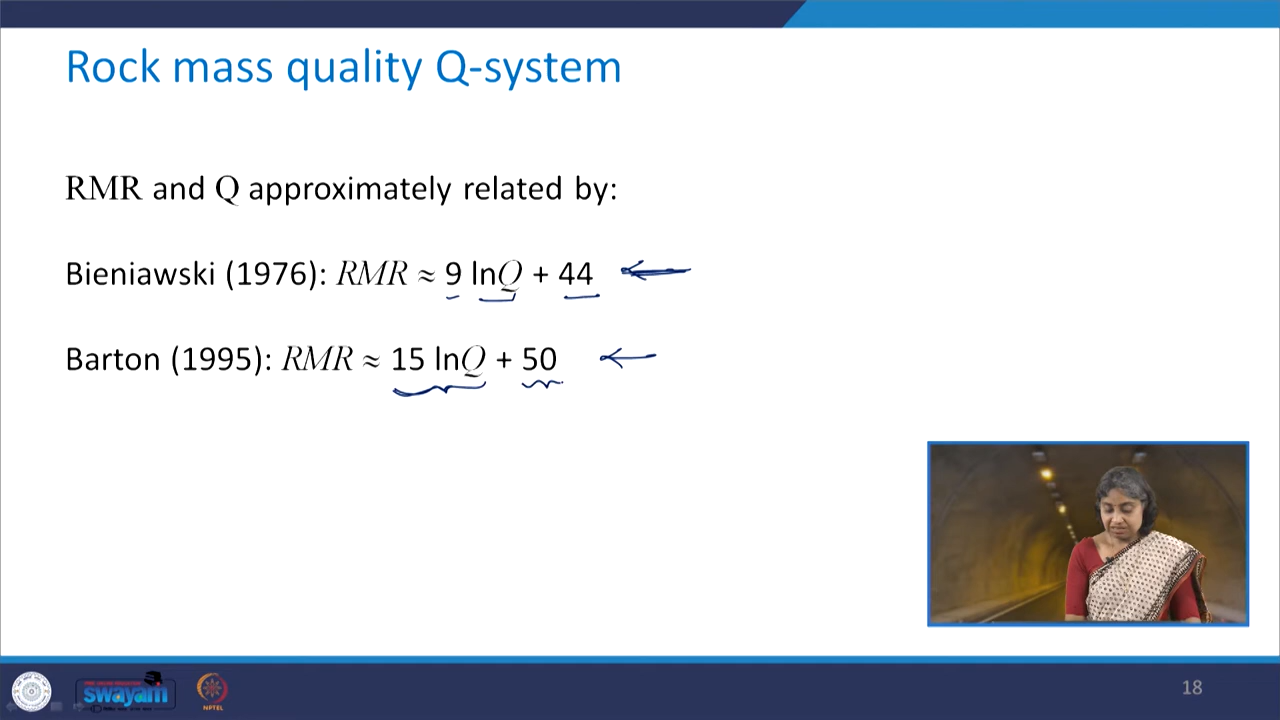 Rock mass quality Q-system
RMR and Q approximately related by:
Bieniawski (1976): RMR ≈ 9 lnQ + 44
Barton (1995): RMR ≈ 15 lnQ + 50
swayam
NPTEL
18